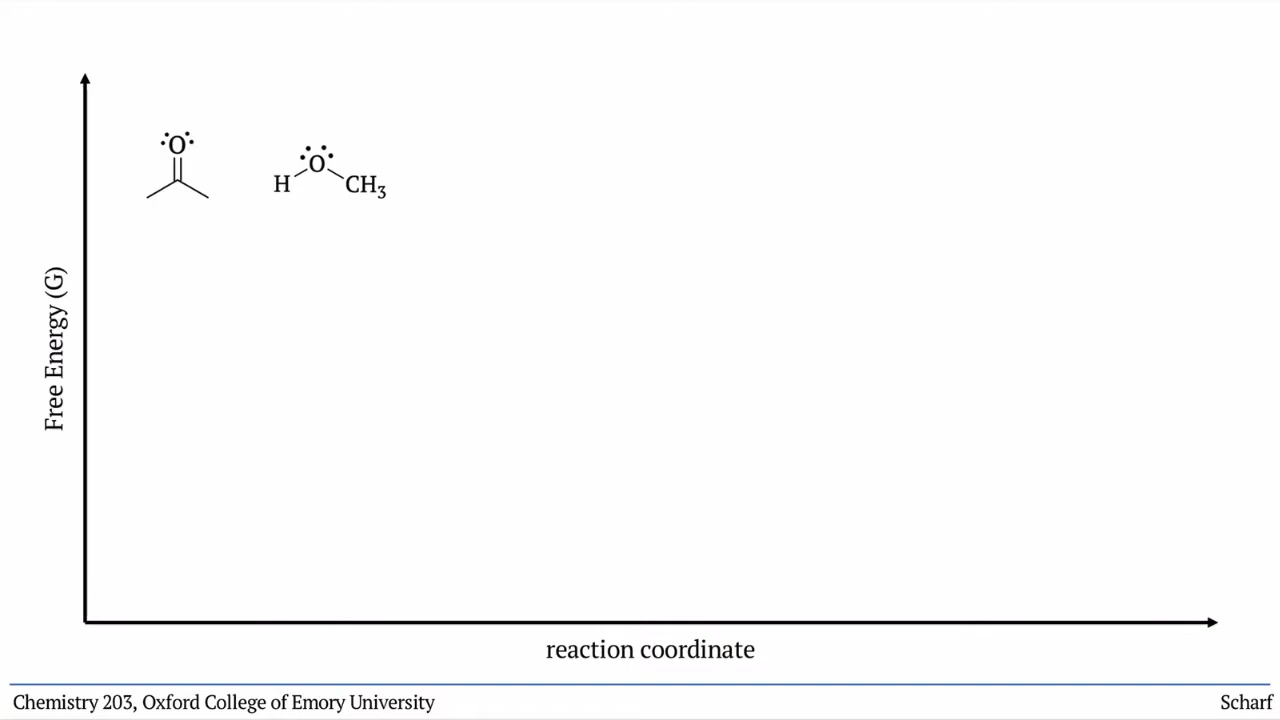 O
H O CH₃
Free Energy (G)
reaction coordinate
Chemistry 203, Oxford College of Emory University
Scharf